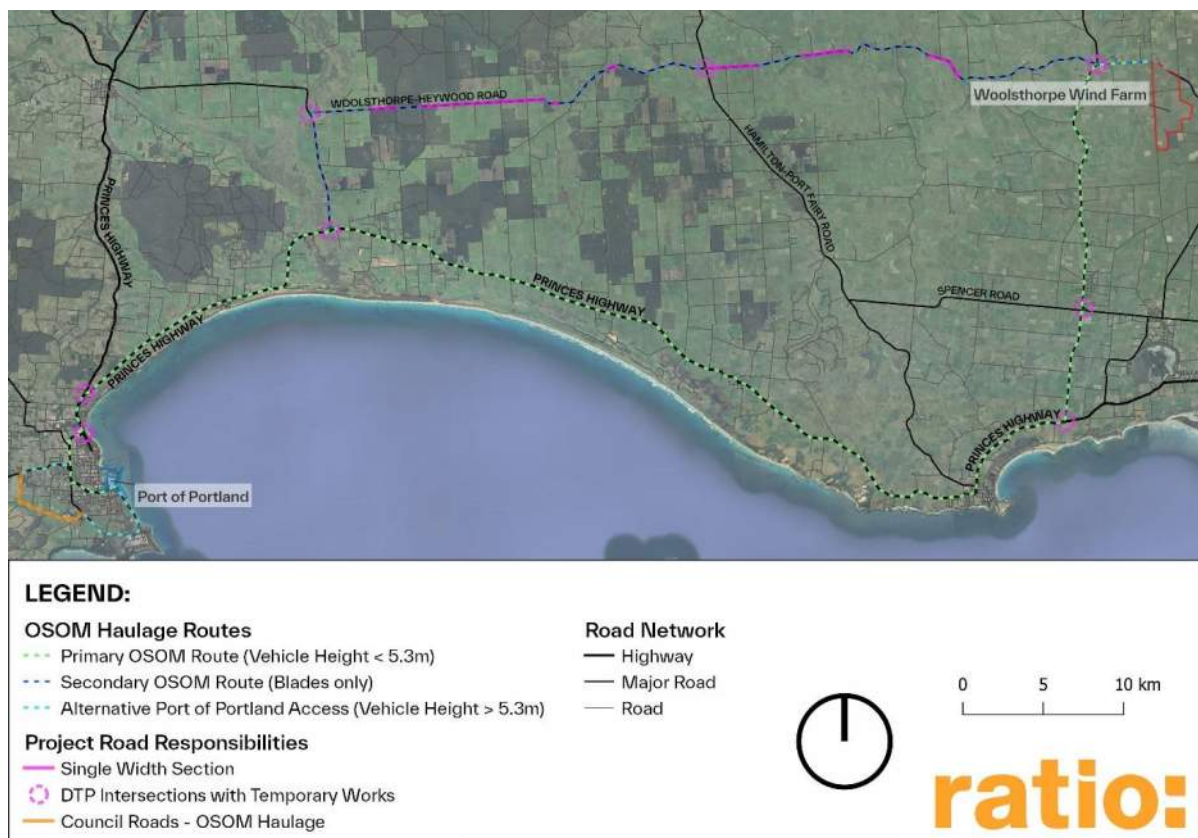 WOOLSTHORPE-HEYWOOD ROAD
Woolsthorpe Wind Farm
PRINCES HIGHWAY
HAMILTON-PORT FAIRY ROAD
PRINCES HIGHWAY
SPENCER ROAD
PRINCES HIGHWAY
PRINCES HIGHWAY
Port of Portland
LEGEND:
OSOM Haulage Routes
Primary OSOM Route (Vehicle Height < 5.3m)
Secondary OSOM Route (Blades only)
Alternative Port of Portland Access (Vehicle Height > 5.3m)
Project Road Responsibilities
Single Width Section
DTP Intersections with Temporary Works
Council Roads - OSOM Haulage
Road Network
Highway
Major Road
Road
0 5 10 km
ratio: